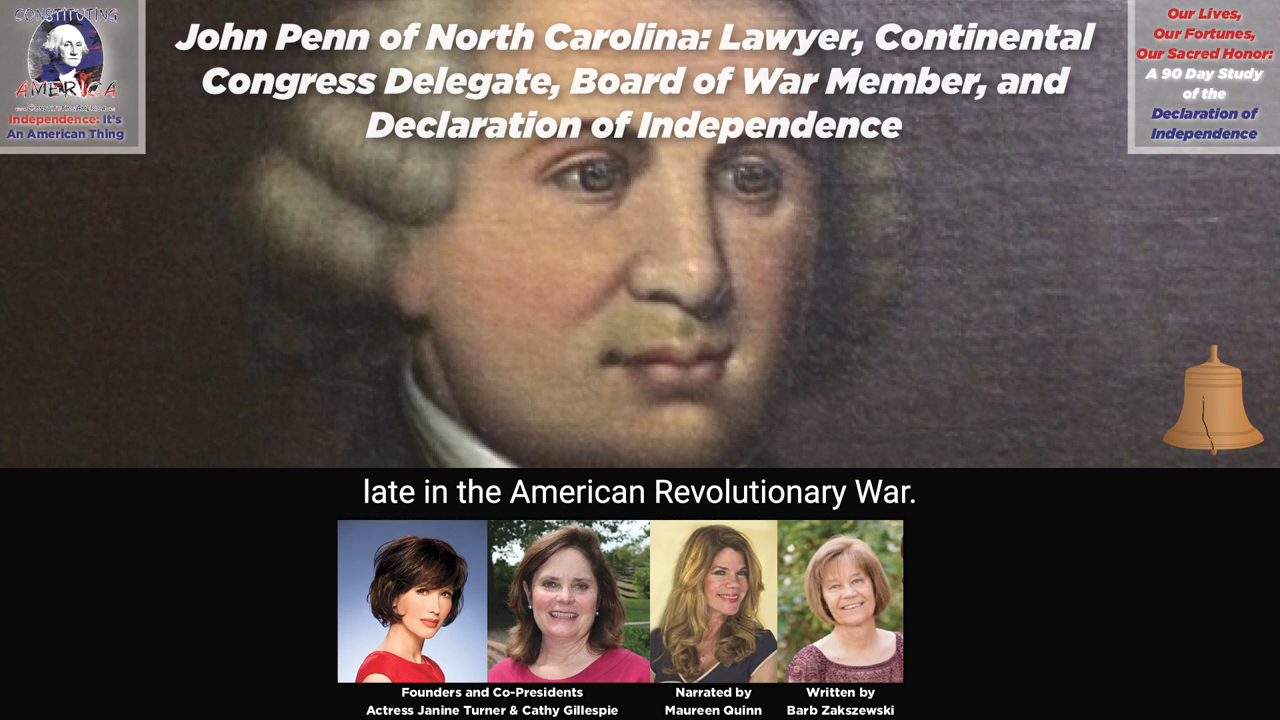 CONSTITUTING
AMERICA
Independence: It's
An American Thing
John Penn of North Carolina: Lawyer, Continental
Congress Delegate, Board of War Member, and
Declaration of Independence
Our Lives,
Our Fortunes,
Our Sacred Honor:
A 90 Day Study
of the
Declaration of
Independence
late in the American Revolutionary War.
Founders and Co-Presidents
Actress Janine Turner & Cathy Gillespie
Narrated by
Maureen Quinn
Written by
Barb Zakszewski